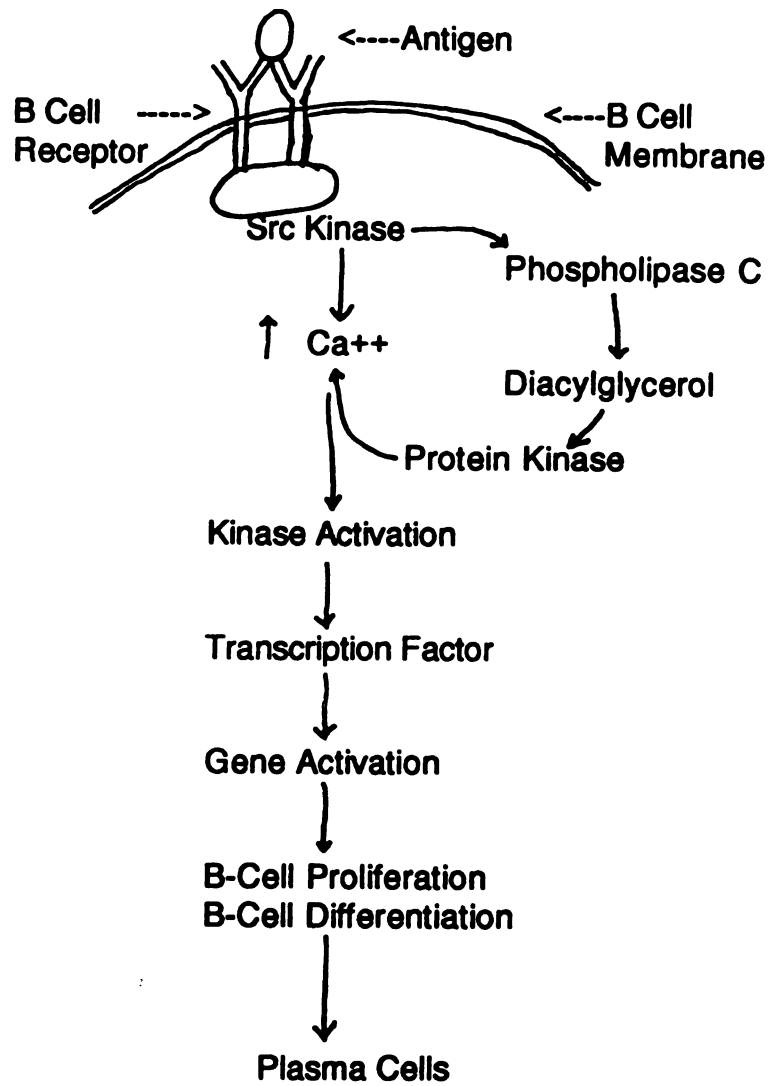 <----Antigen
B Cell ----->
Receptor
<----B Cell
Membrane
Src Kinase
Phospholipase C
↑ Ca++
Diacylglycerol
Protein Kinase
Kinase Activation
Transcription Factor
Gene Activation
B-Cell Proliferation
B-Cell Differentiation
Plasma Cells